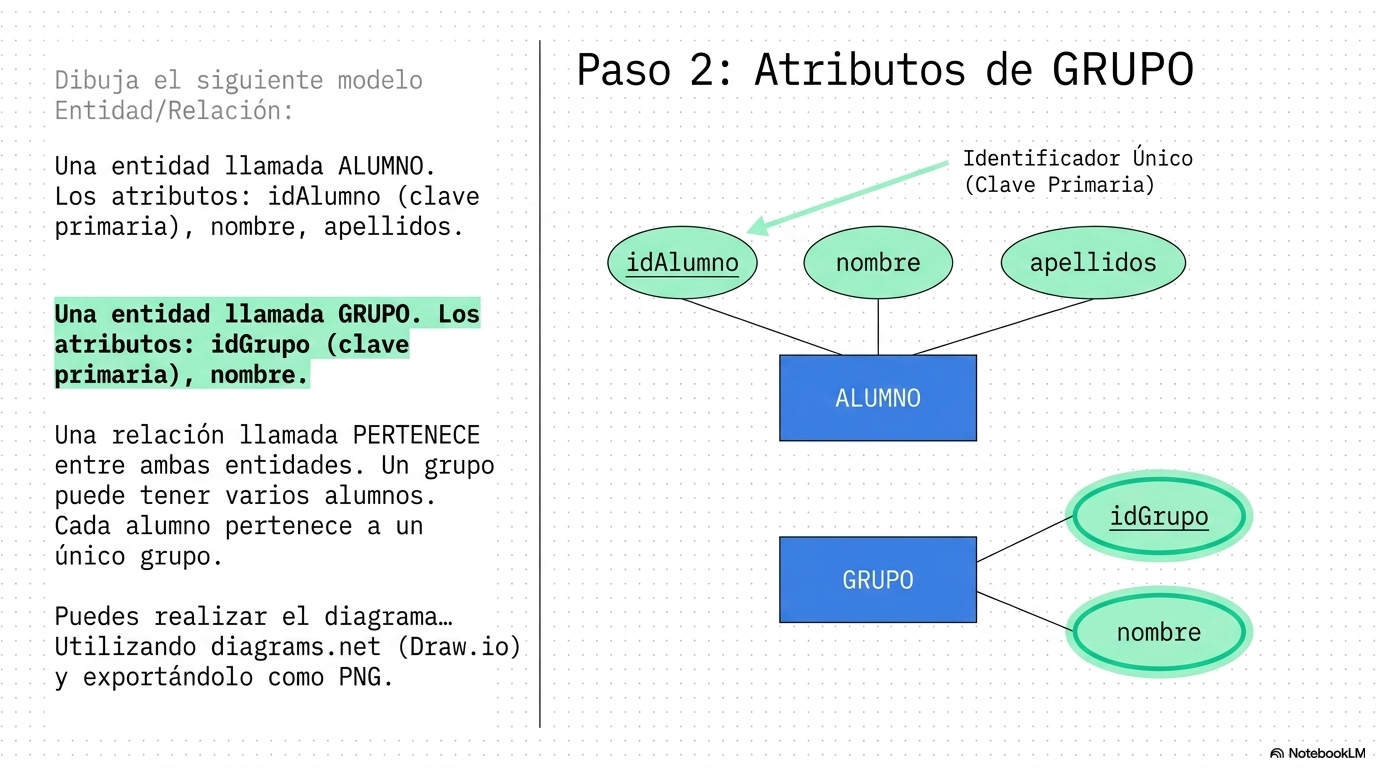 Dibuja el siguiente modelo
Entidad/Relación:
Una entidad llamada ALUMNO.
Los atributos: idAlumno (clave
primaria), nombre, apellidos.
Una entidad llamada GRUPO. Los
atributos: idGrupo (clave
primaria), nombre.
Una relación llamada PERTENECE
entre ambas entidades. Un grupo
puede tener varios alumnos.
Cada alumno pertenece a un
único grupo.
Puedes realizar el diagrama…
Utilizando diagrams.net (Draw.io)
y exportándolo como PNG.
Paso 2: Atributos de GRUPO
Identificador Único
(Clave Primaria)
idAlumno
nombre
apellidos
ALUMNO
idGrupo
GRUPO
nombre
NotebookLM